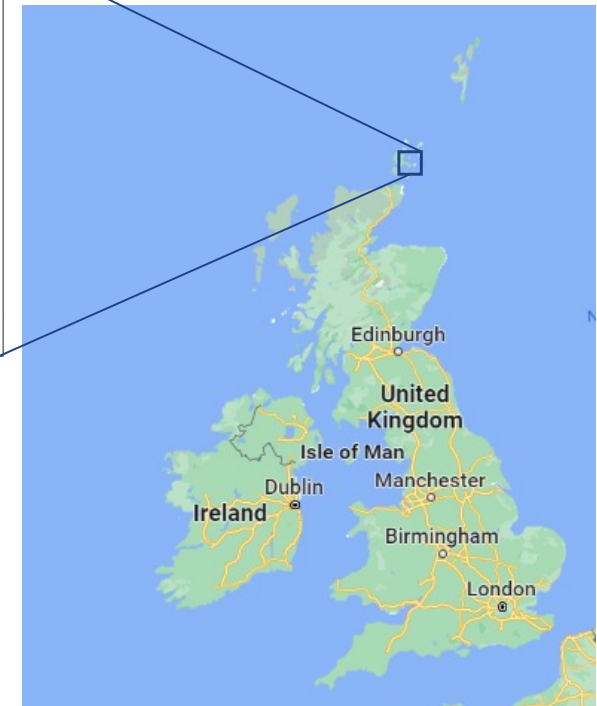 Edinburgh
N
United
Kingdom
Isle of Man
Manchester
Dublin
Ireland
Birmingham
London